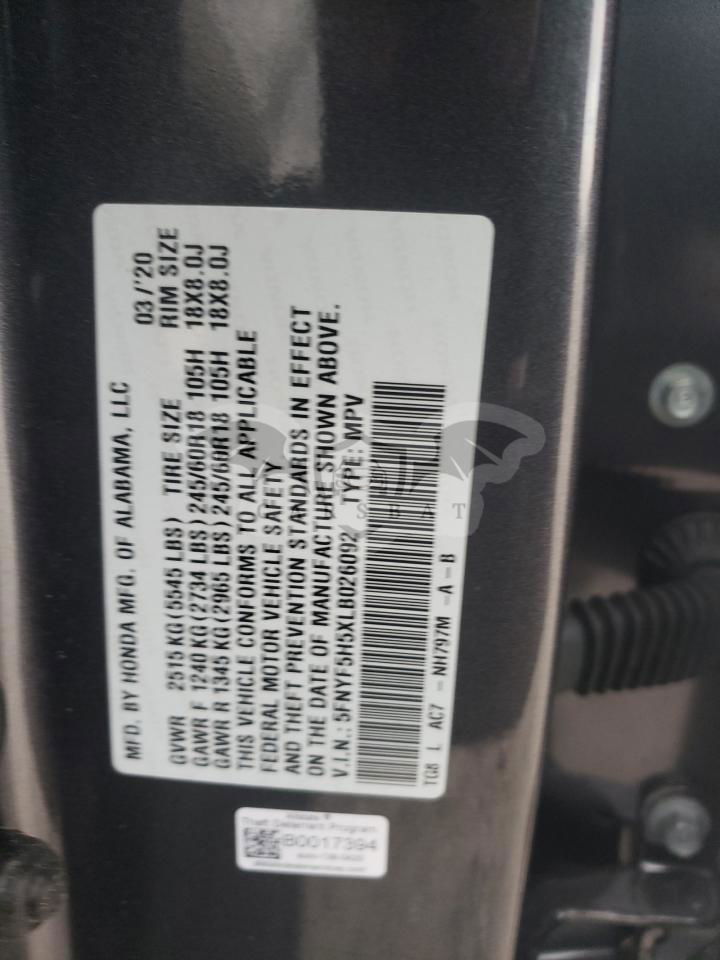 MFD. BY HONDA MFG. OF ALABAMA, LLC 03/'20
GVWR 2515 KG (5545 LBS) TIRE SIZE RIM SIZE
GAWR F 1240 KG (2734 LBS) 245/60R18 105H 18X8.0J
GAWR R 1345 KG (2965 LBS) 245/60R18 105H 18X8.0J
THIS VEHICLE CONFORMS TO ALL APPLICABLE
FEDERAL MOTOR VEHICLE SAFETY
AND THEFT PREVENTION STANDARDS IN EFFECT
ON THE DATE OF MANUFACTURE SHOWN ABOVE.
V.I.N.: 5FNYF5H5XLB026092 TYPE: MPV
TG8 L AC7 - NH797M - A - B
Theft Deterrent Program
B0017394